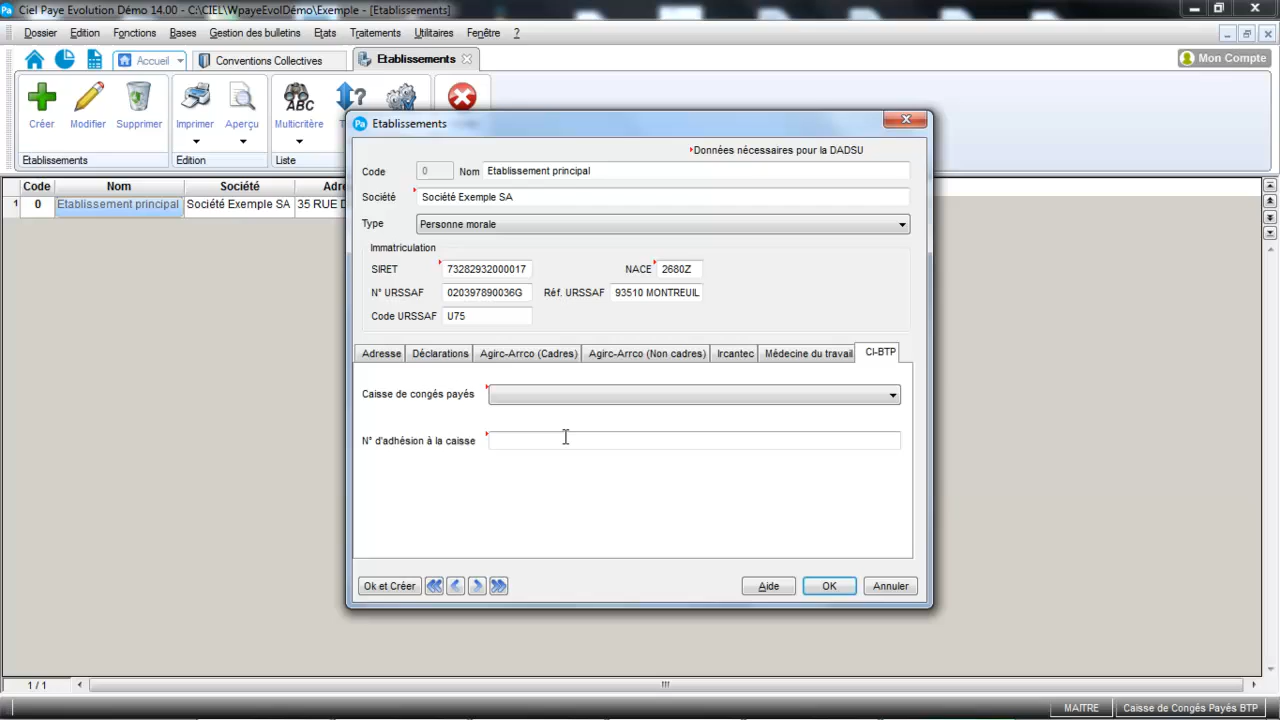 Ciel Paye Evolution Démo 14.00 - C:\CIEL\WpayeEvolDémo\Exemple - [Etablissements]
Dossier Edition Fonctions Bases Gestion des bulletins Etats Traitements Utilitaires Fenêtre ?
Accueil Conventions Collectives Etablissements Mon Compte
Créer Modifier Supprimer Imprimer Aperçu Multicritère
Etablissements Edition Liste
Etablissements
Données nécessaires pour la DADSU
Code 0 Nom Etablissement principal
Société Société Exemple SA
Type Personne morale
Immatriculation
SIRET 73282932000017 NACE 2680Z
N° URSSAF 020397890036G Réf. URSSAF 93510 MONTREUIL
Code URSSAF U75
Adresse Déclarations Agirc-Arrco (Cadres) Agirc-Arrco (Non cadres) Ircantec Médecine du travail CI-BTP
Caisse de congés payés
N° d'adhésion à la caisse
Ok et Créer Aide OK Annuler
Code Nom Société Adr
1 0 Etablissement principal Société Exemple SA 35 RUE D
1 / 1
MAITRE Caisse de Congés Payés BTP